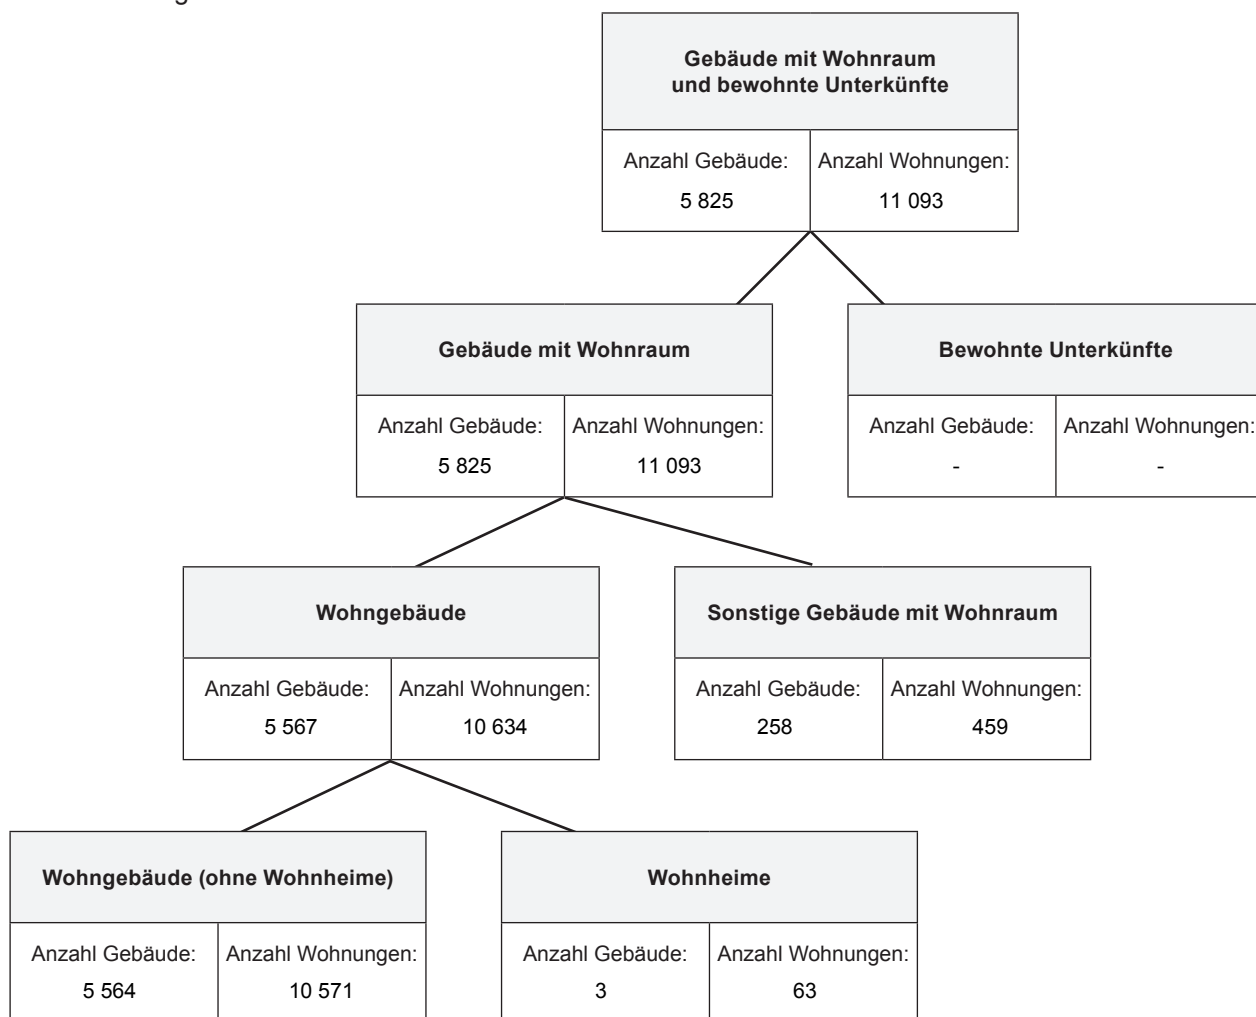 Gebäude mit Wohnraum
und bewohnte Unterkünfte
Anzahl Gebäude: Anzahl Wohnungen:
5 825 11 093
Gebäude mit Wohnraum
Anzahl Gebäude: Anzahl Wohnungen:
5 825 11 093
Bewohnte Unterkünfte
Anzahl Gebäude: Anzahl Wohnungen:
- -
Wohngebäude
Anzahl Gebäude: Anzahl Wohnungen:
5 567 10 634
Sonstige Gebäude mit Wohnraum
Anzahl Gebäude: Anzahl Wohnungen:
258 459
Wohngebäude (ohne Wohnheime)
Anzahl Gebäude: Anzahl Wohnungen:
5 564 10 571
Wohnheime
Anzahl Gebäude: Anzahl Wohnungen:
3 63